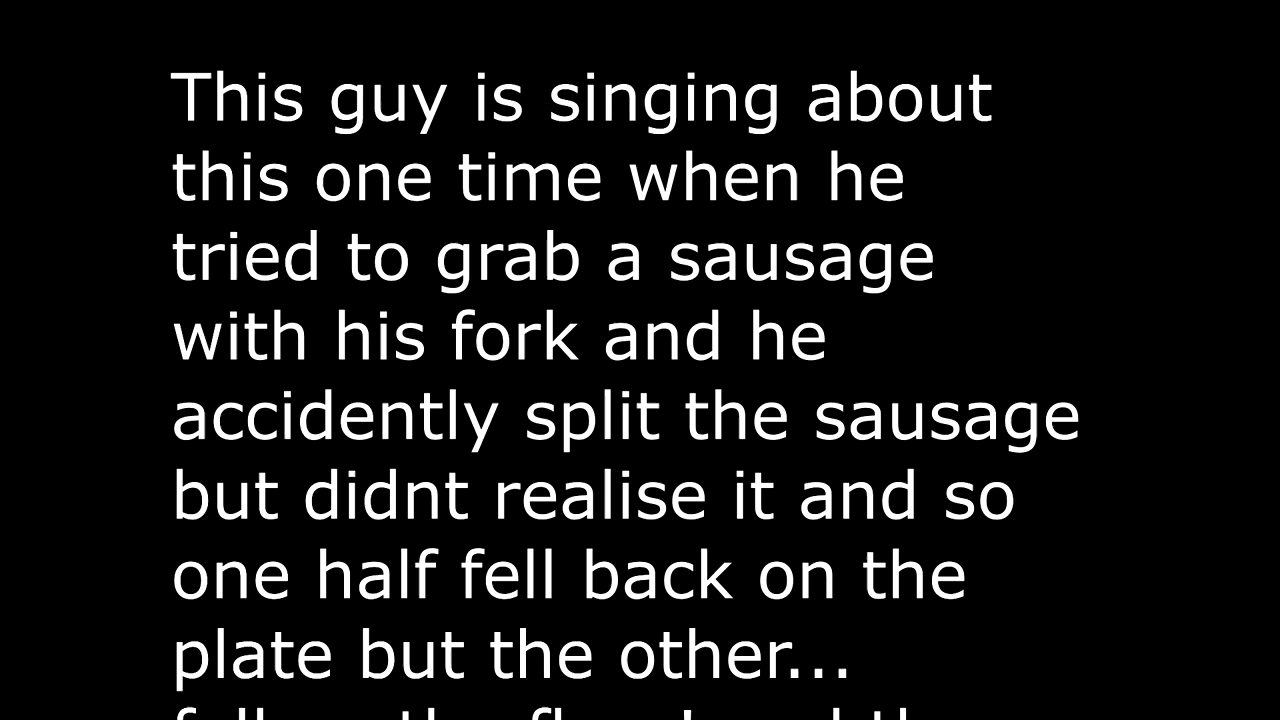 This guy is singing about
this one time when he
tried to grab a sausage
with his fork and he
accidently split the sausage
but didnt realise it and so
one half fell back on the
plate but the other...